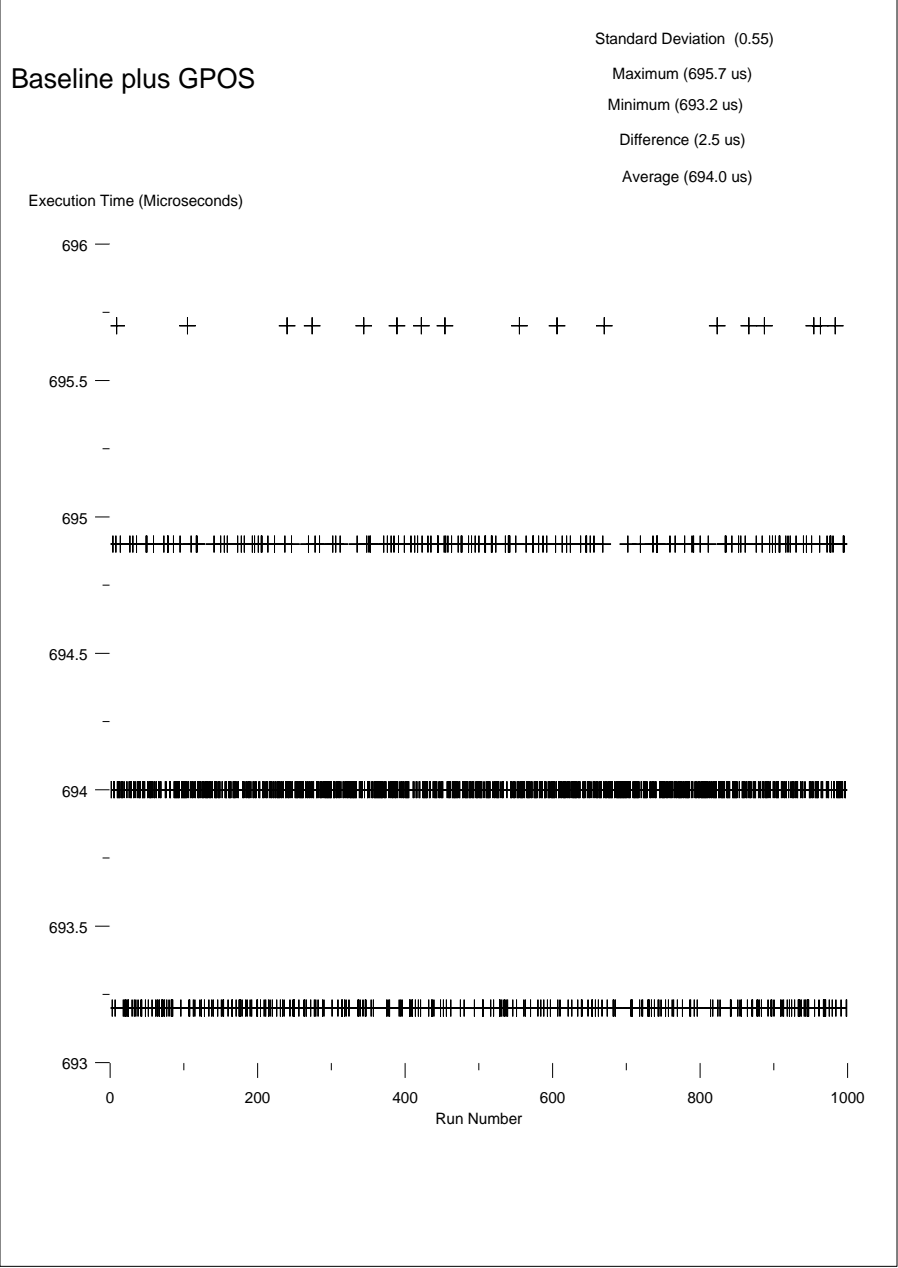 Standard Deviation (0.55)
Baseline plus GPOS
Maximum (695.7 us)
Minimum (693.2 us)
Difference (2.5 us)
Average (694.0 us)
Execution Time (Microseconds)
696
695.5
695
694.5
694
693.5
693
0 200 400 600 800 1000
Run Number